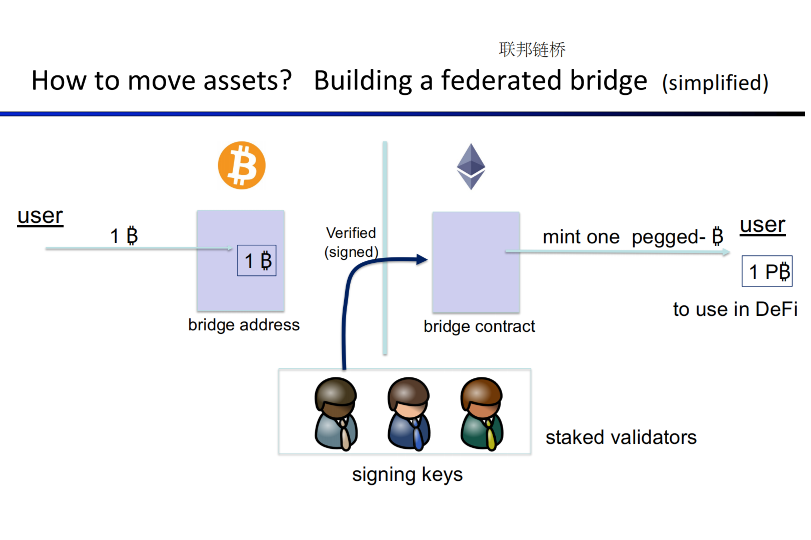 联邦链桥
How to move assets? Building a federated bridge (simplified)
user
1 ₿
1 ₿
bridge address
Verified
(signed)
bridge contract
mint one pegged- ₿
user
1 P₿
to use in DeFi
staked validators
signing keys